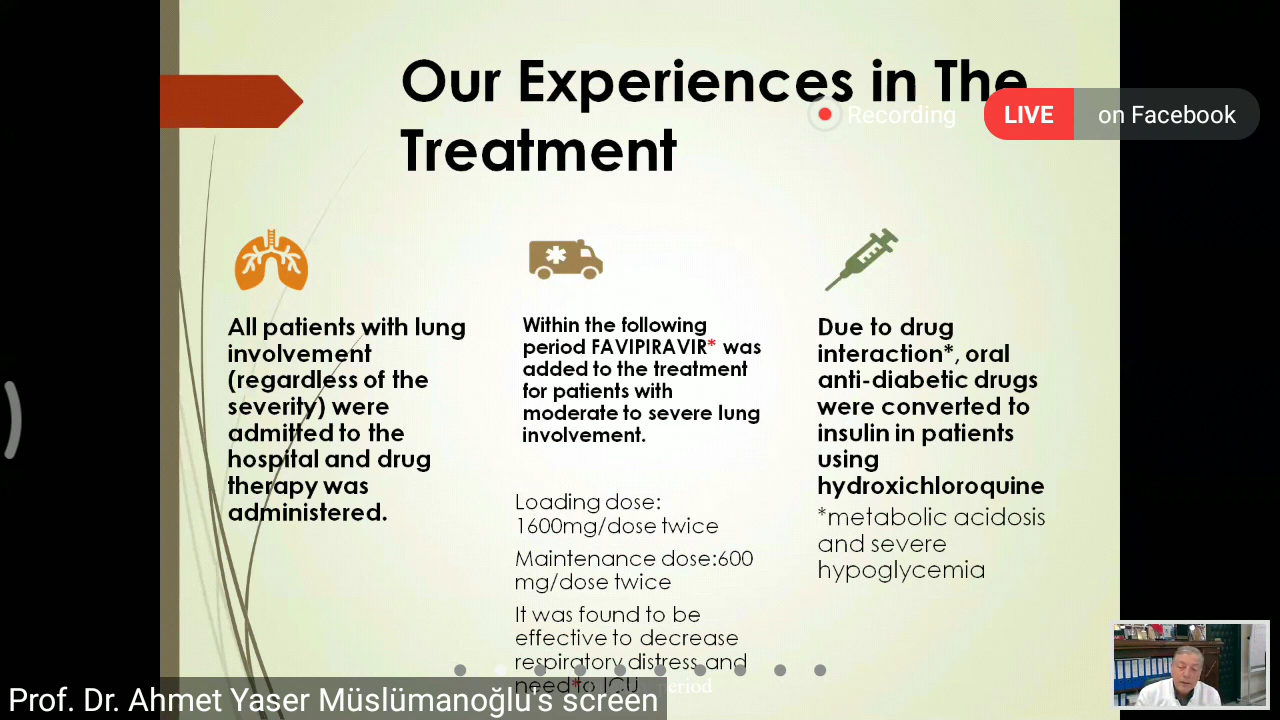 Our Experiences in The
Treatment
Recording
LIVE on Facebook
All patients with lung
involvement
(regardless of the
severity) were
admitted to the
hospital and drug
therapy was
administered.
Within the following
period FAVIPIRAVIR* was
added to the treatment
for patients with
moderate to severe lung
involvement.
Loading dose:
1600mg/dose twice
Maintenance dose:600
mg/dose twice
It was found to be
effective to decrease
respiratory distress and
need to ICU
Due to drug
interaction*, oral
anti-diabetic drugs
were converted to
insulin in patients
using
hydroxichloroquine
*metabolic acidosis
and severe
hypoglycemia
Prof. Dr. Ahmet Yaser Müslümanoğlu's screen